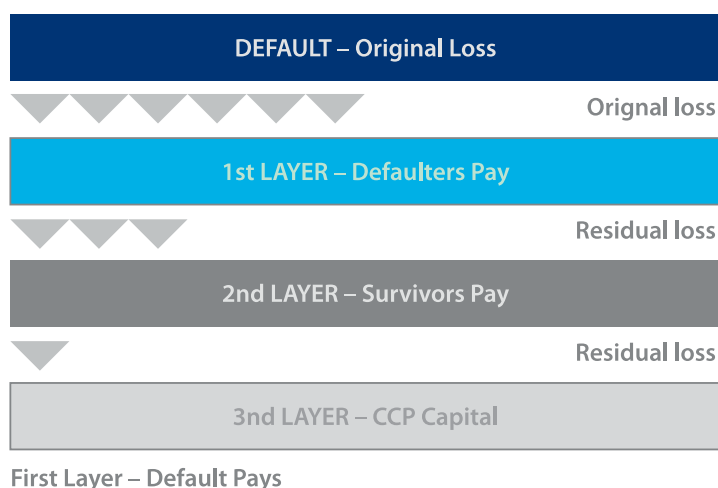 DEFAULT – Original Loss
Orignal loss
1st LAYER – Defaulters Pay
Residual loss
2nd LAYER – Survivors Pay
Residual loss
3nd LAYER – CCP Capital
First Layer – Default Pays